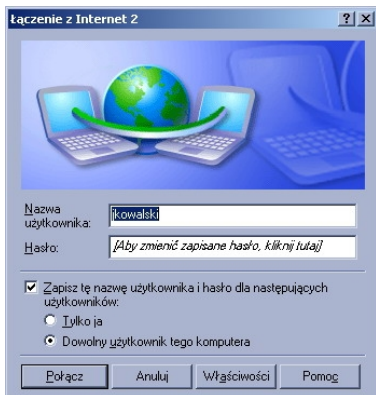 Łączenie z Internet 2
Nazwa
użytkownika:
jkowalski
Hasło:
[Aby zmienić zapisane hasło, kliknij tutaj]
Zapisz tę nazwę użytkownika i hasło dla następujących
użytkowników:
Tylko ja
Dowolny użytkownik tego komputera
Połącz
Anuluj
Właściwości
Pomoc